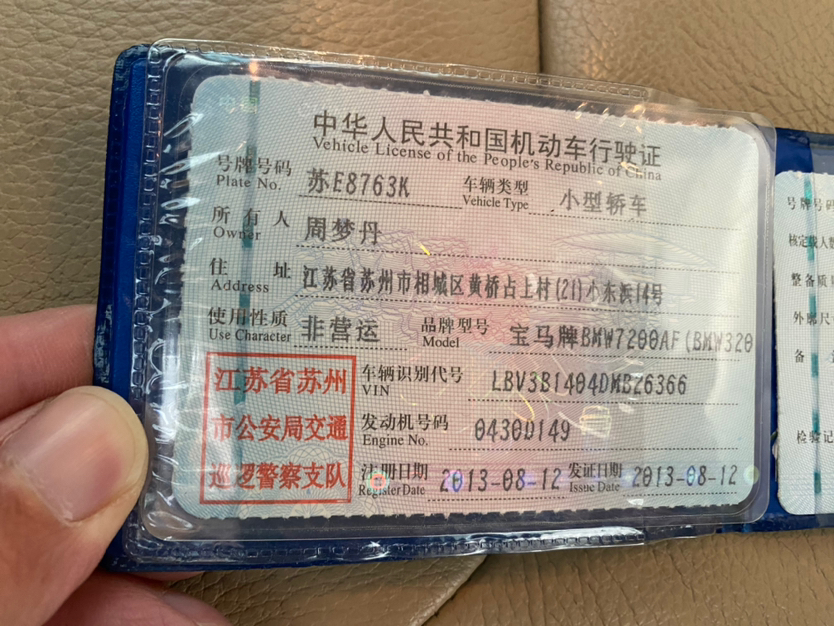 中华人民共和国机动车行驶证
Vehicle License of the People's Republic of China
号牌号码 苏E8763K 车辆类型 小型轿车
Plate No. Vehicle Type
所有人 周梦丹
Owner
住址 江苏省苏州市相城区黄桥占上村(21)小东浜14号
Address
使用性质 非营运 品牌型号 宝马牌BMW7200AF(BMW320
Use Character Model
江苏省苏州
市公安局交通
巡逻警察支队
车辆识别代号 LBV3B1404DMB26366
VIN
发动机号码 0430D149
Engine No.
注册日期 2013-08-12 发证日期 2013-08-12
Register Date Issue Date
号牌号码
核定载人数
整备质
外廓尺
备
检验记